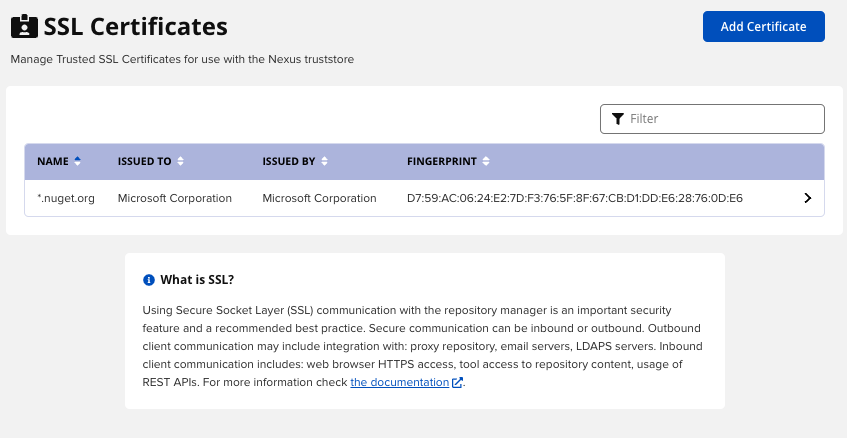 SSL Certificates
Add Certificate
Manage Trusted SSL Certificates for use with the Nexus truststore
Filter
NAME ISSUED TO ISSUED BY FINGERPRINT
*.nuget.org Microsoft Corporation Microsoft Corporation D7:59:AC:06:24:E2:7D:F3:76:5F:8F:67:CB:D1:DD:E6:28:76:0D:E6
What is SSL?
Using Secure Socket Layer (SSL) communication with the repository manager is an important security
feature and a recommended best practice. Secure communication can be inbound or outbound. Outbound
client communication may include integration with: proxy repository, email servers, LDAPS servers. Inbound
client communication includes: web browser HTTPS access, tool access to repository content, usage of
REST APIs. For more information check the documentation.